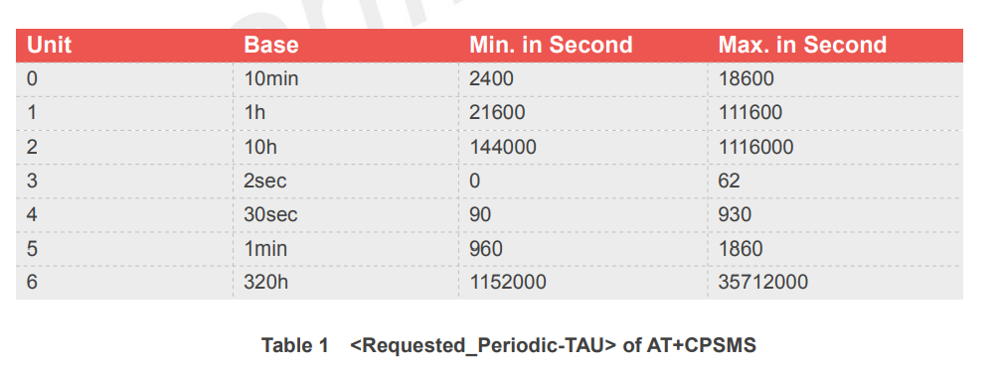 Unit Base Min. in Second Max. in Second
0 10min 2400 18600
1 1h 21600 111600
2 10h 144000 1116000
3 2sec 0 62
4 30sec 90 930
5 1min 960 1860
6 320h 1152000 35712000
Table 1 <Requested_Periodic-TAU> of AT+CPSMS